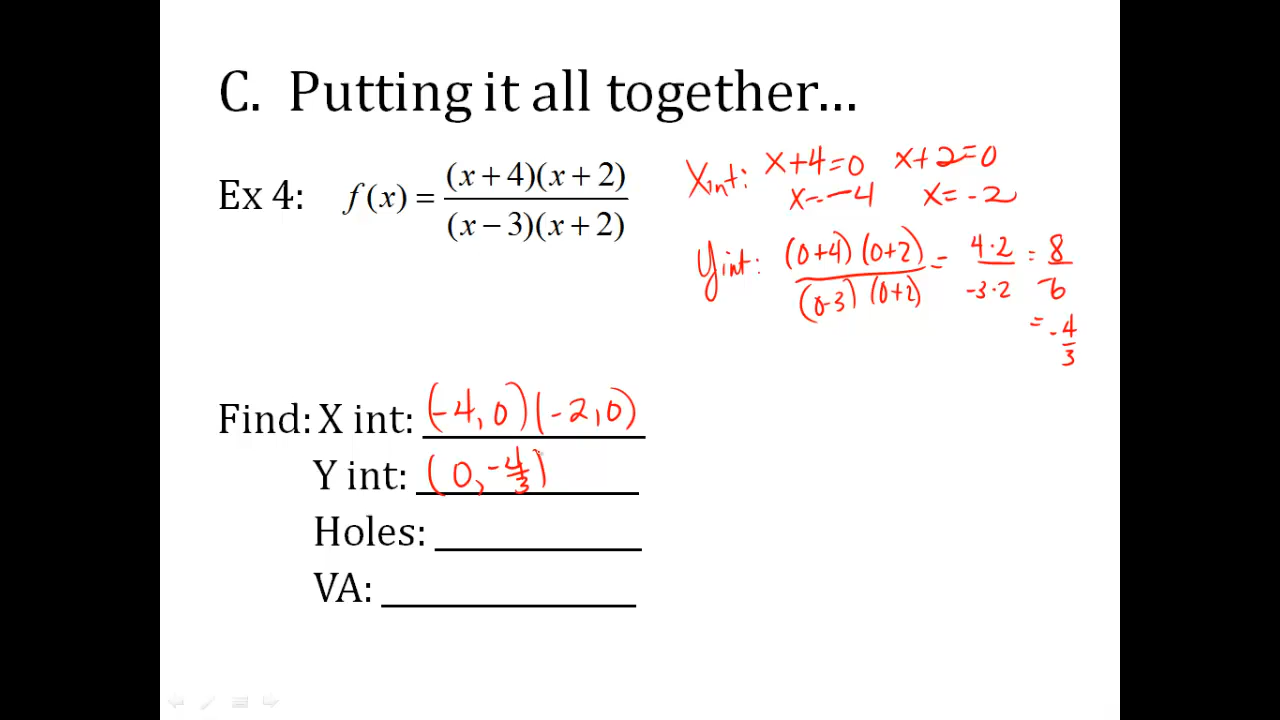 C. Putting it all together...
Ex 4: f(x) = (x + 4)(x + 2) / (x − 3)(x + 2)
X int: x+4=0 x+2=0
x=-4 x=-2
Y int: (0+4)(0+2) / (0-3)(0+2) = 4·2 / -3·2 = 8 / -6
= -4/3
Find: X int: (-4,0)(-2,0)
Y int: (0,-4/3)
Holes:
VA: